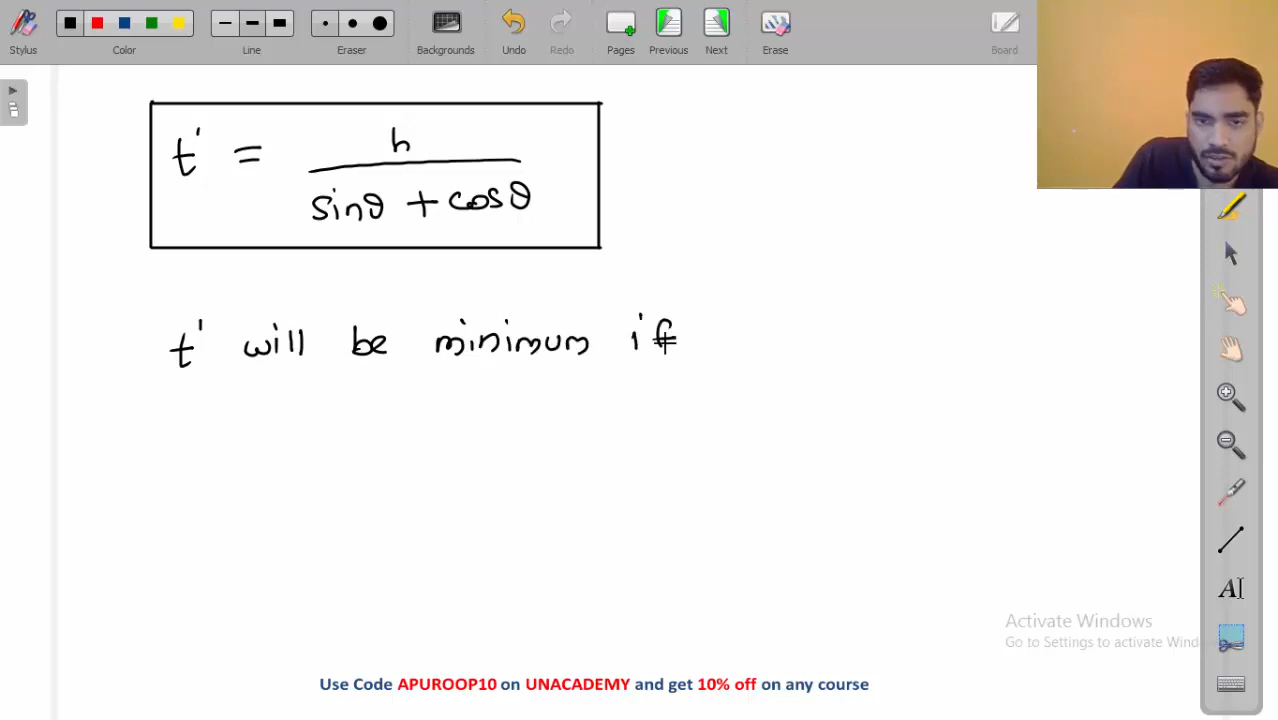 Stylus Color Line Eraser Backgrounds Undo Redo Pages Previous Next Erase Board
t' = h / sinθ + cosθ
t' will be minimum if
A
Activate Windows
Go to Settings to activate Wind
Use Code APUROOP10 on UNACADEMY and get 10% off on any course